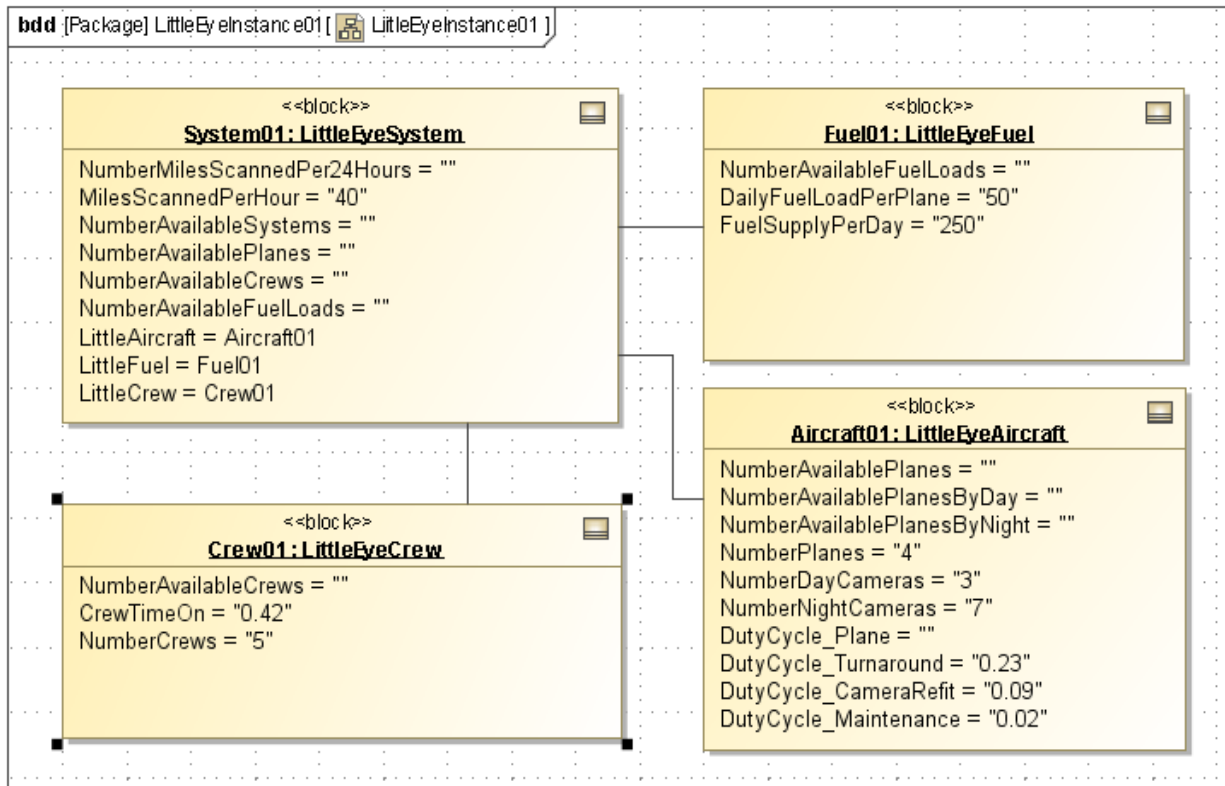 bdd [Package] LittleEyeInstance01[ LittleEyeInstance01 ]
<<block>>
System01: LittleEyeSystem
NumberMilesScannedPer24Hours = ""
MilesScannedPerHour = "40"
NumberAvailableSystems = ""
NumberAvailablePlanes = ""
NumberAvailableCrews = ""
NumberAvailableFuelLoads = ""
LittleAircraft = Aircraft01
LittleFuel = Fuel01
LittleCrew = Crew01
<<block>>
Fuel01: LittleEyeFuel
NumberAvailableFuelLoads = ""
DailyFuelLoadPerPlane = "50"
FuelSupplyPerDay = "250"
<<block>>
Crew01: LittleEyeCrew
NumberAvailableCrews = ""
CrewTimeOn = "0.42"
NumberCrews = "5"
<<block>>
Aircraft01: LittleEyeAircraft
NumberAvailablePlanes = ""
NumberAvailablePlanesByDay = ""
NumberAvailablePlanesByNight = ""
NumberPlanes = "4"
NumberDayCameras = "3"
NumberNightCameras = "7"
DutyCycle_Plane = ""
DutyCycle_Turnaround = "0.23"
DutyCycle_CameraRefit = "0.09"
DutyCycle_Maintenance = "0.02"